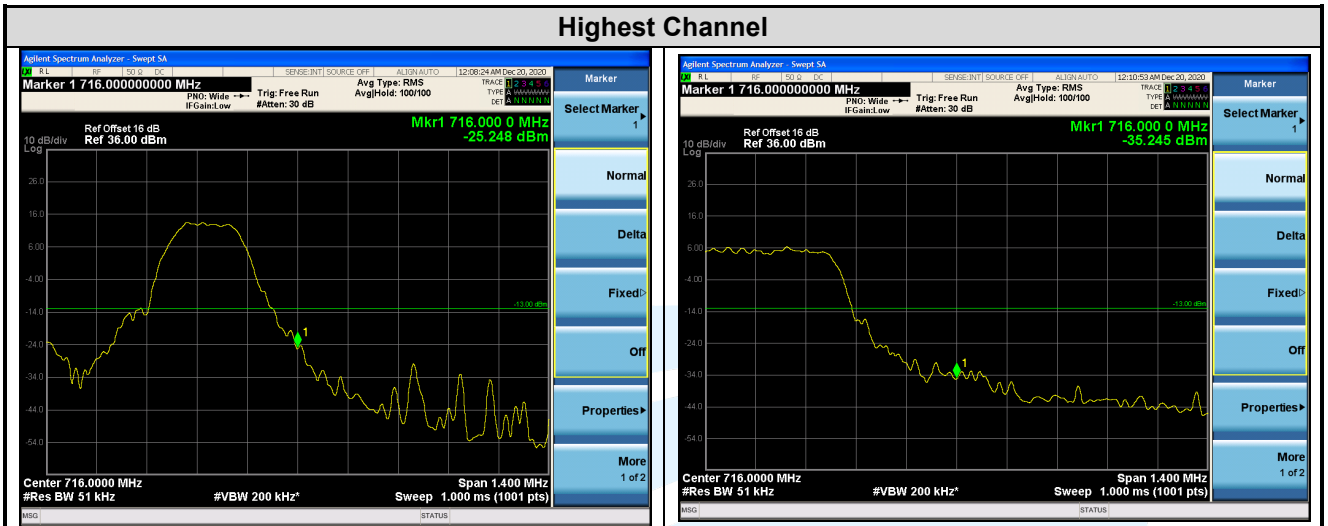 Highest Channel
Agilent Spectrum Analyzer - Swept SA
RL RF 50 Ω DC SENSE:INT SOURCE OFF ALIGN AUTO 12:08:24 AM Dec 20, 2020
Marker 1 716.000000000 MHz
PNO: Wide
IFGain:Low
Trig: Free Run
#Atten: 30 dB
Avg Type: RMS
Avg|Hold: 100/100
TRACE 1 2 3 4 5 6
TYPE A
DET A N N N N N
Mkr1 716.000 0 MHz
-25.248 dBm
Ref Offset 16 dB
10 dB/div Ref 36.00 dBm
Log
26.0
16.0
6.00
-4.00
-14.0
-24.0
-34.0
-44.0
-54.0
-13.00 dBm
1
Center 716.0000 MHz Span 1.400 MHz
#Res BW 51 kHz #VBW 200 kHz* Sweep 1.000 ms (1001 pts)
MSG STATUS
Marker
Select Marker
1
Normal
Delta
Fixed
Off
Properties
More
1 of 2
Agilent Spectrum Analyzer - Swept SA
RL RF 50 Ω DC SENSE:INT SOURCE OFF ALIGN AUTO 12:10:53 AM Dec 20, 2020
Marker 1 716.000000000 MHz
PNO: Wide
IFGain:Low
Trig: Free Run
#Atten: 30 dB
Avg Type: RMS
Avg|Hold: 100/100
TRACE 1 2 3 4 5 6
TYPE A
DET A N N N N N
Mkr1 716.000 0 MHz
-35.245 dBm
Ref Offset 16 dB
10 dB/div Ref 36.00 dBm
Log
26.0
16.0
6.00
-4.00
-14.0
-24.0
-34.0
-44.0
-54.0
-13.00 dBm
1
Center 716.0000 MHz Span 1.400 MHz
#Res BW 51 kHz #VBW 200 kHz* Sweep 1.000 ms (1001 pts)
MSG STATUS
Marker
Select Marker
1
Normal
Delta
Fixed
Off
Properties
More
1 of 2